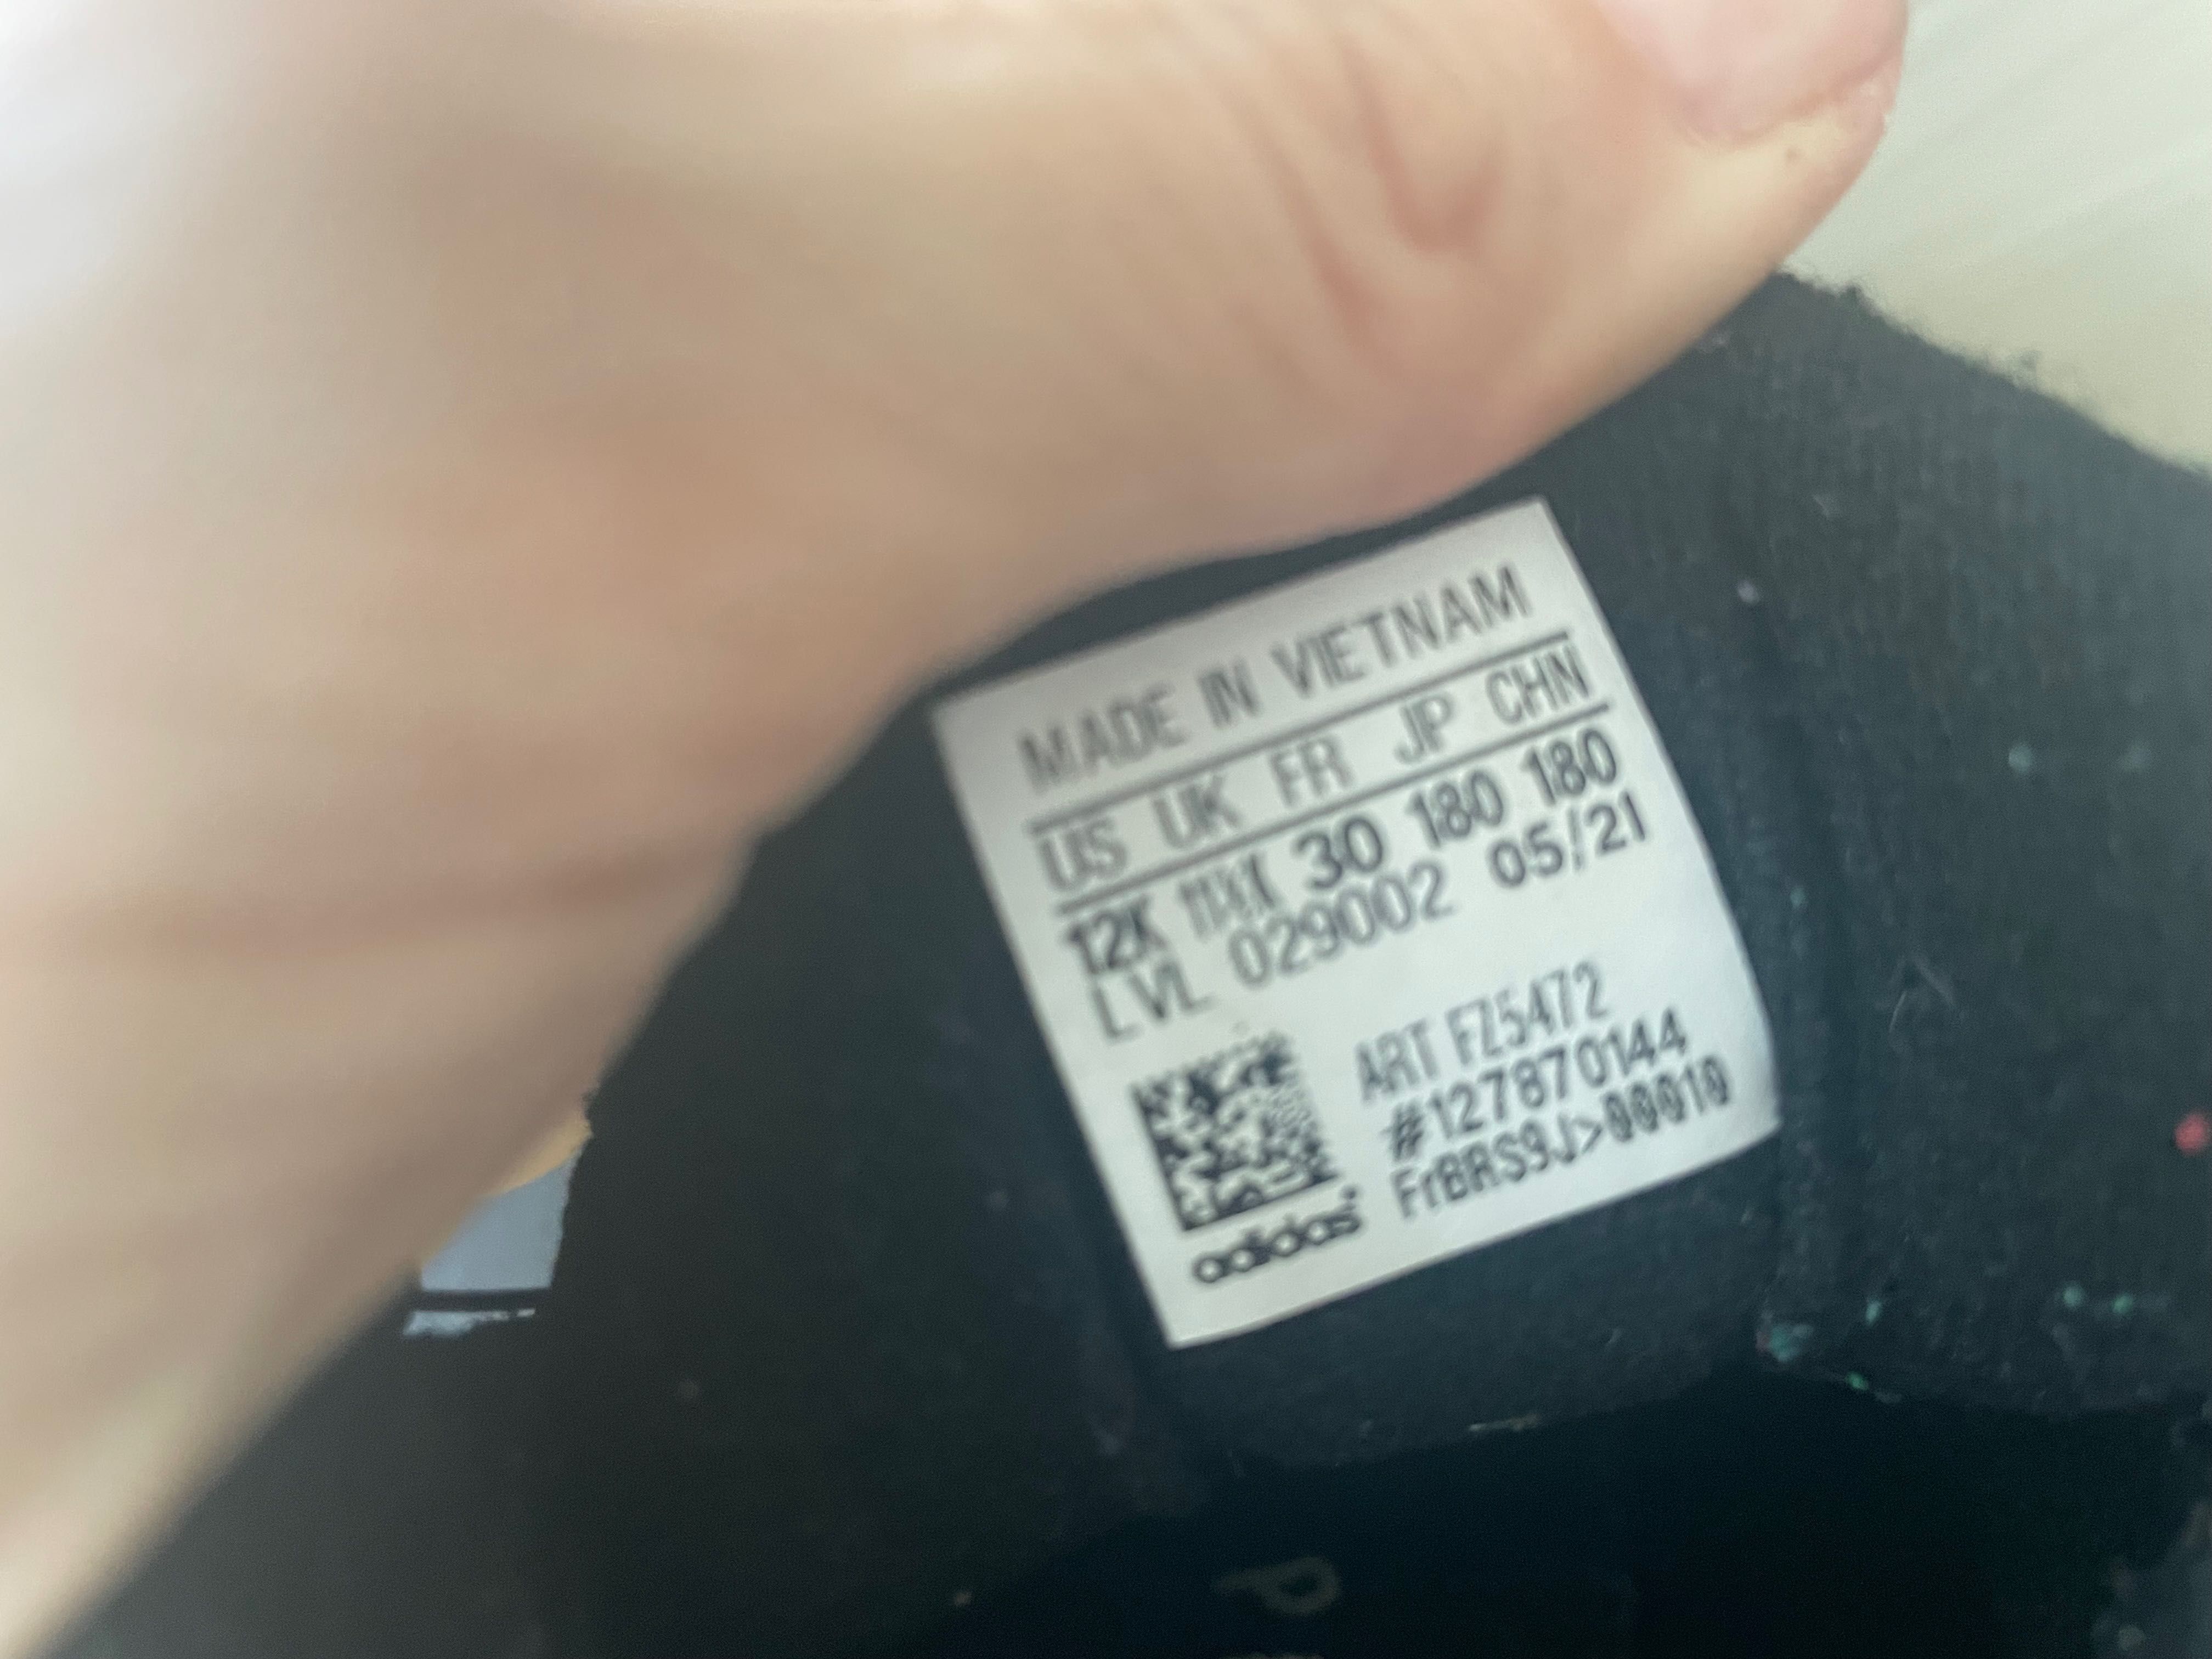 MADE IN VIETNAM
US UK FR JP CHN
12K 30 180 180
LVL 029002 05/21
ART FZ5472
#127870144
FrBRS9J>00010
adidas
P